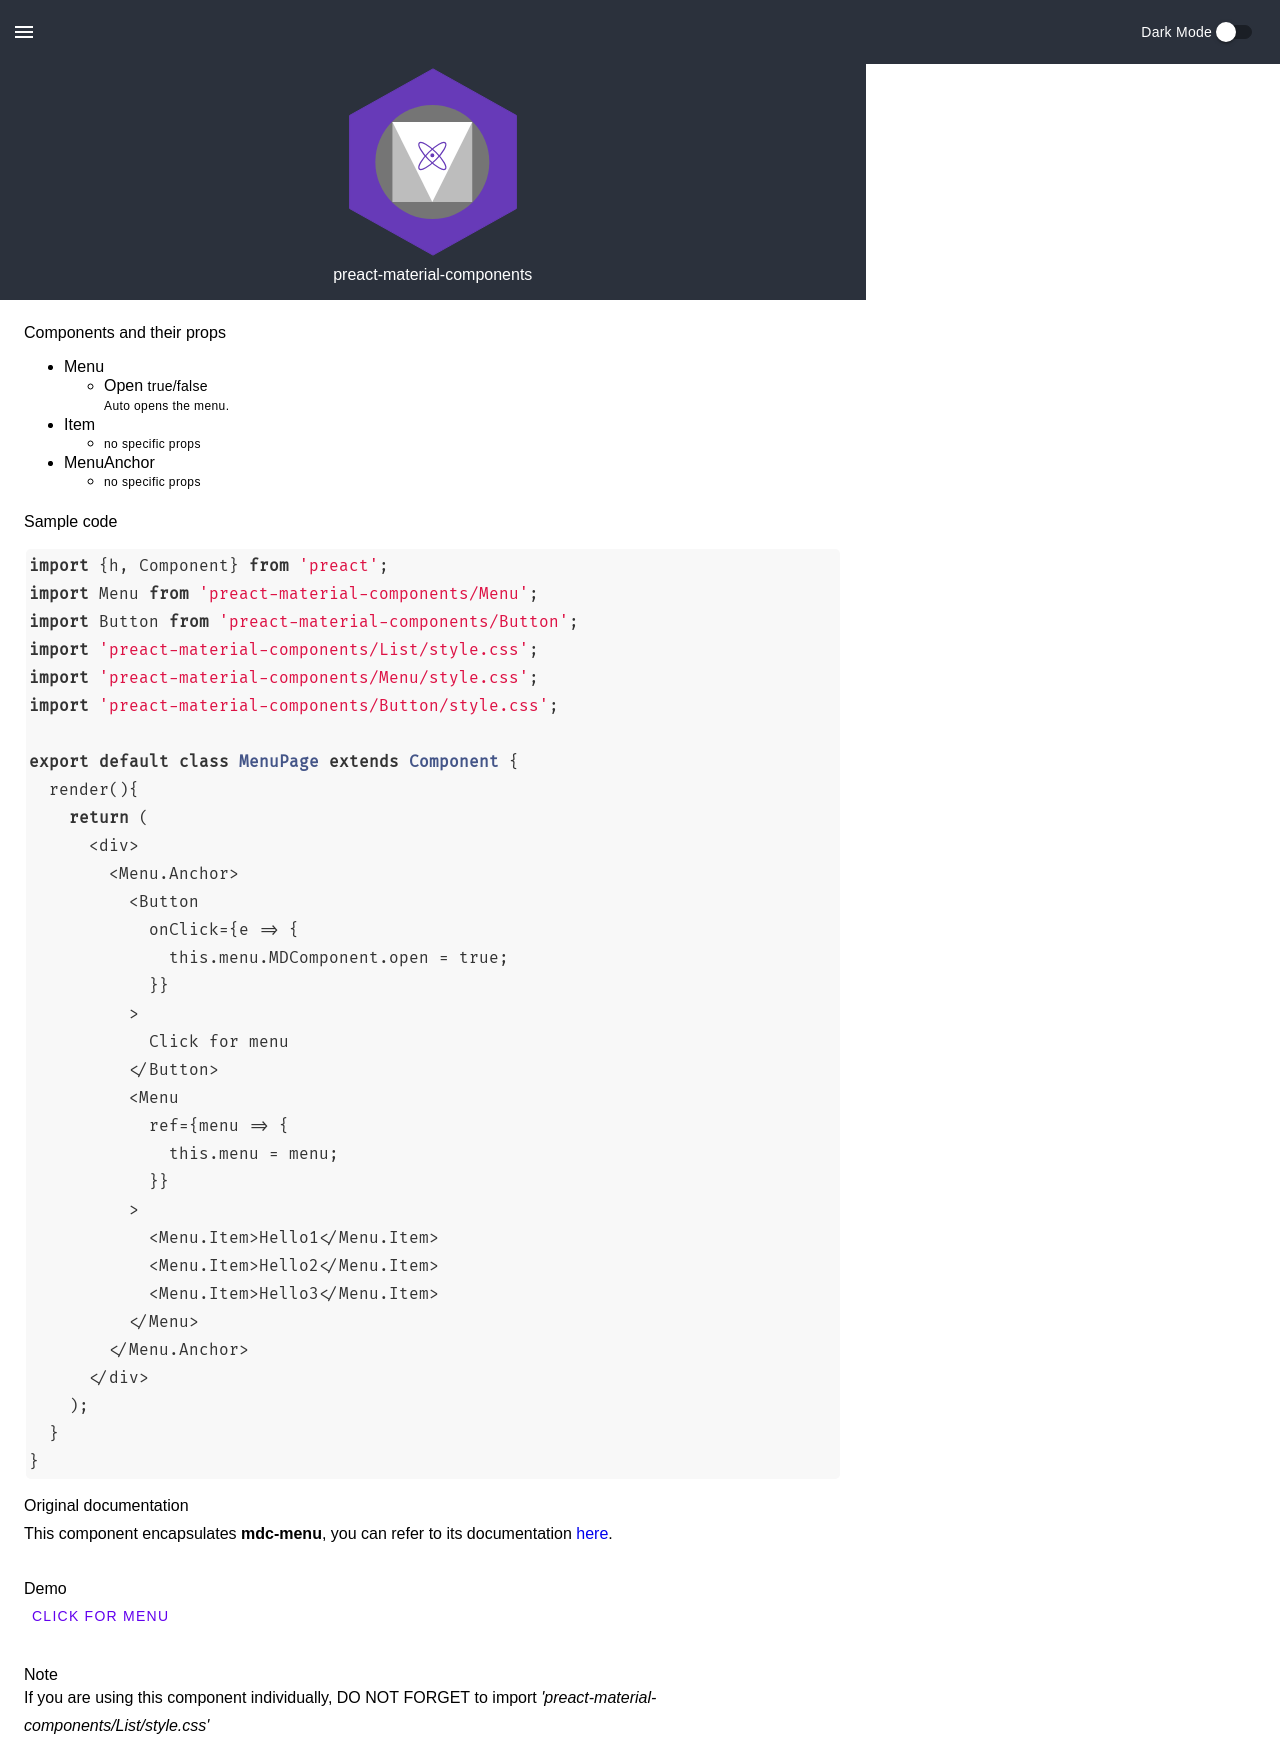 Dark Mode
preact-material-components
Components and their props
Menu
Open true/false
Auto opens the menu.
Item
no specific props
MenuAnchor
no specific props
Sample code
import {h, Component} from 'preact';
import Menu from 'preact-material-components/Menu';
import Button from 'preact-material-components/Button';
import 'preact-material-components/List/style.css';
import 'preact-material-components/Menu/style.css';
import 'preact-material-components/Button/style.css';
export default class MenuPage extends Component {
  render(){
    return (
      <div>
        <Menu.Anchor>
          <Button
            onClick={e => {
              this.menu.MDComponent.open = true;
            }}
          >
            Click for menu
          </Button>
          <Menu
            ref={menu => {
              this.menu = menu;
            }}
          >
            <Menu.Item>Hello1</Menu.Item>
            <Menu.Item>Hello2</Menu.Item>
            <Menu.Item>Hello3</Menu.Item>
          </Menu>
        </Menu.Anchor>
      </div>
    );
  }
}
Original documentation
This component encapsulates mdc-menu, you can refer to its documentation here.
Demo
CLICK FOR MENU
Note
If you are using this component individually, DO NOT FORGET to import 'preact-material-
components/List/style.css'